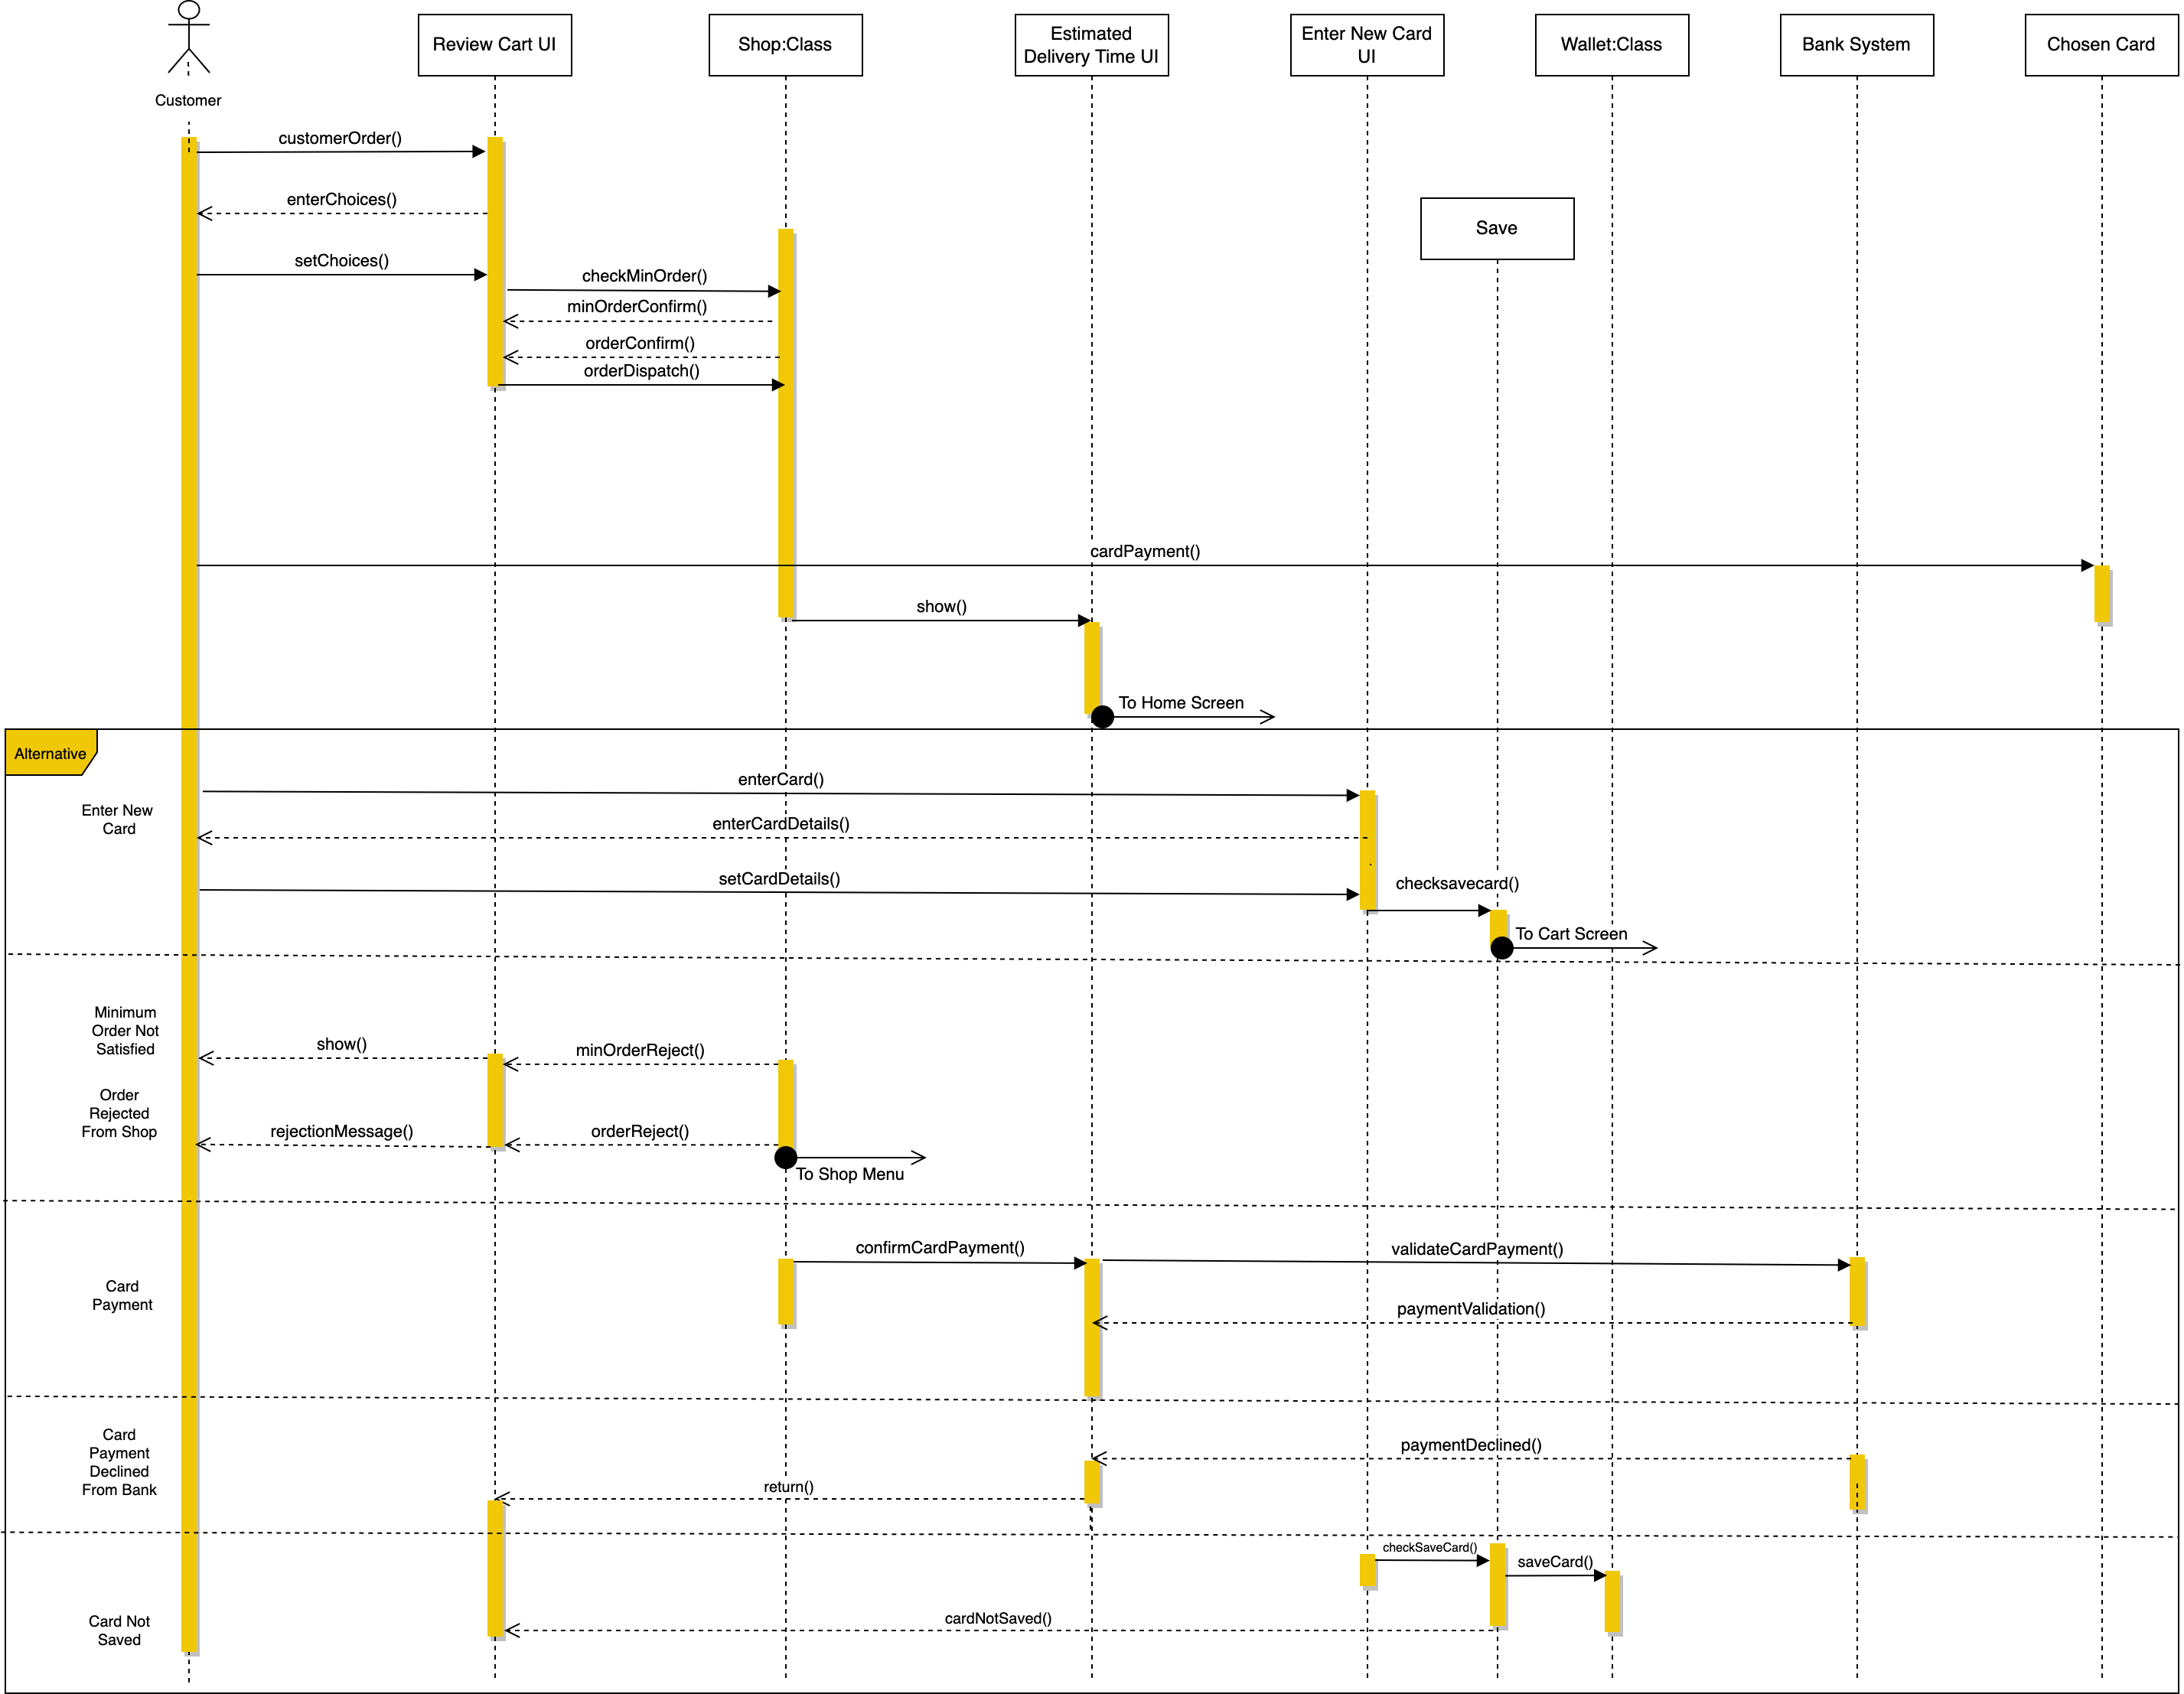 Customer
Review Cart UI
Shop:Class
Estimated
Delivery Time UI
Enter New Card
UI
Wallet:Class
Bank System
Chosen Card
customerOrder()
enterChoices()
Save
setChoices()
checkMinOrder()
minOrderConfirm()
orderConfirm()
orderDispatch()
cardPayment()
show()
To Home Screen
Alternative
Enter New
Card
enterCard()
enterCardDetails()
setCardDetails()
checksavecard()
To Cart Screen
Minimum
Order Not
Satisfied
show()
minOrderReject()
Order
Rejected
From Shop
rejectionMessage()
orderReject()
To Shop Menu
confirmCardPayment()
validateCardPayment()
Card
Payment
paymentValidation()
Card
Payment
Declined
From Bank
paymentDeclined()
return()
checkSaveCard()
saveCard()
Card Not
Saved
cardNotSaved()